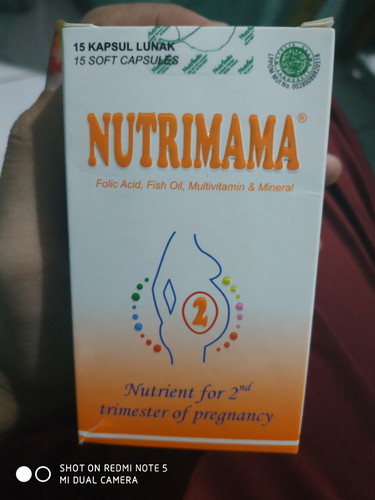 15 KAPSUL LUNAK
15 SOFT CAPSULES
NUTRIMAMA®
Folic Acid, Fish Oil, Multivitamin & Mineral
2
Nutrient for 2nd
trimester of pregnancy
SHOT ON REDMI NOTE 5
MI DUAL CAMERA